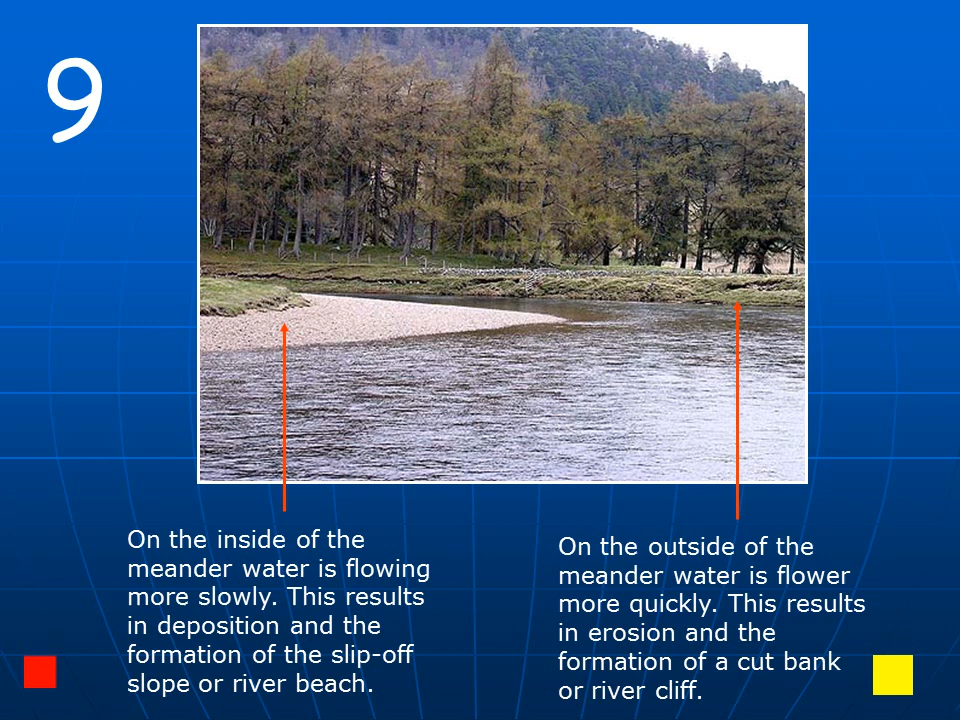 9
On the inside of the
meander water is flowing
more slowly. This results
in deposition and the
formation of the slip-off
slope or river beach.
On the outside of the
meander water is flower
more quickly. This results
in erosion and the
formation of a cut bank
or river cliff.